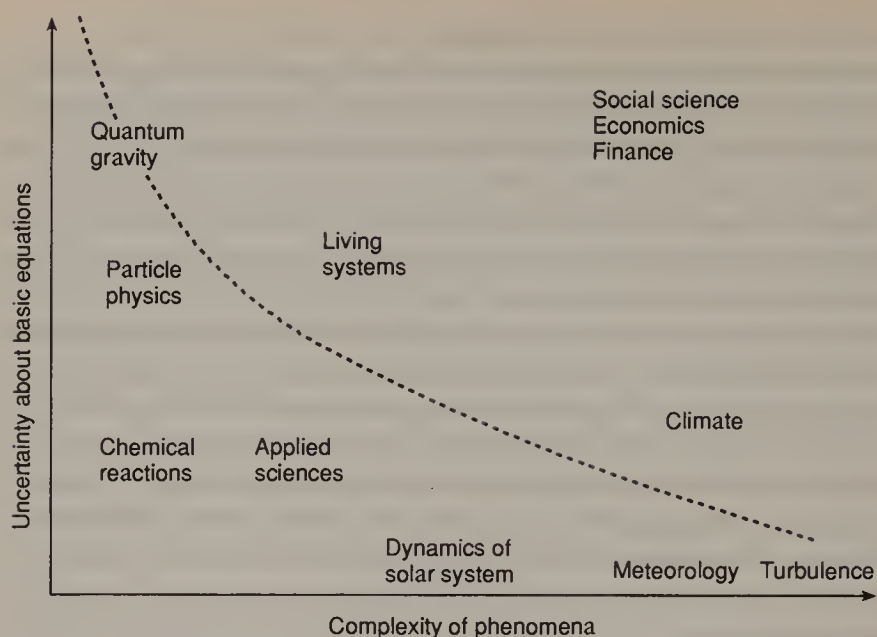 Uncertainty about basic equations
Quantum
gravity
Social science
Economics
Finance
Living
systems
Particle
physics
Climate
Chemical
reactions
Applied
sciences
Dynamics of
solar system
Meteorology
Turbulence
Complexity of phenomena